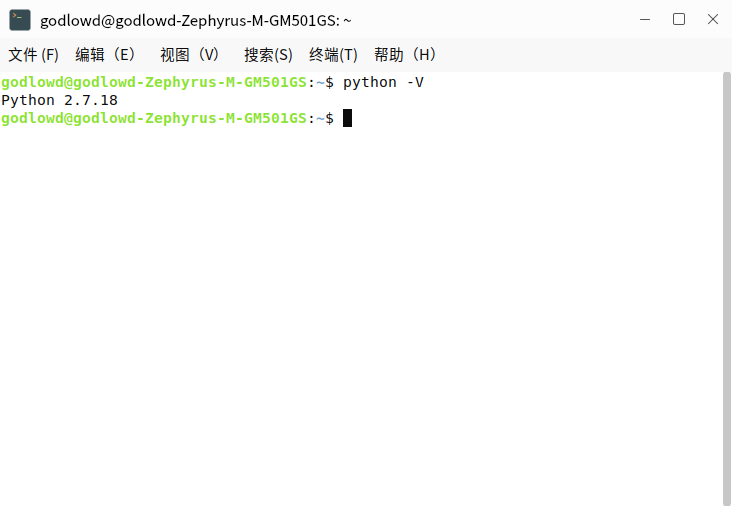 godlowd@godlowd-Zephyrus-M-GM501GS: ~
文件 (F) 编辑（E） 视图（V） 搜索(S) 终端(T) 帮助（H）
godlowd@godlowd-Zephyrus-M-GM501GS:~$ python -V
Python 2.7.18
godlowd@godlowd-Zephyrus-M-GM501GS:~$